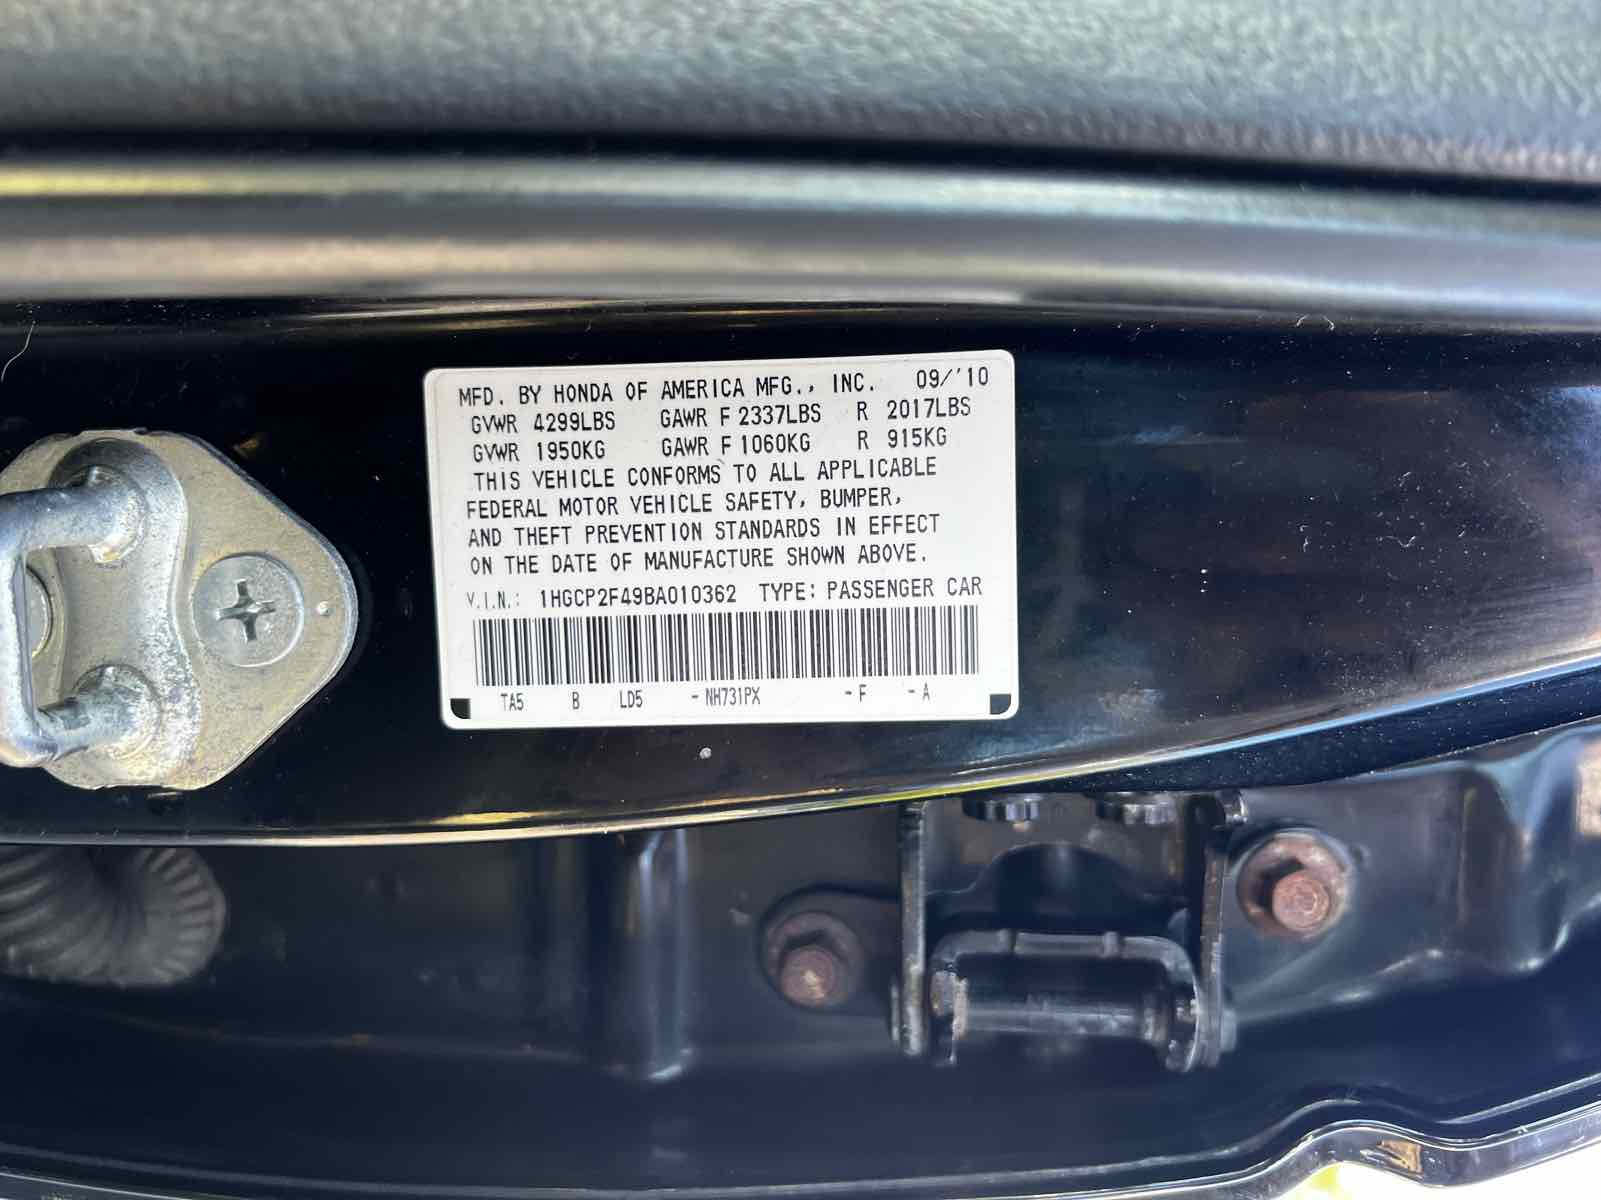 MFD. BY HONDA OF AMERICA MFG., INC. 09/'10
GVWR 4299LBS GAWR F 2337LBS R 2017LBS
GVWR 1950KG GAWR F 1060KG R 915KG
THIS VEHICLE CONFORMS TO ALL APPLICABLE
FEDERAL MOTOR VEHICLE SAFETY, BUMPER,
AND THEFT PREVENTION STANDARDS IN EFFECT
ON THE DATE OF MANUFACTURE SHOWN ABOVE.
V.I.N.: 1HGCP2F49BA010362 TYPE: PASSENGER CAR
TA5 B LD5 -NH731PX -F -A